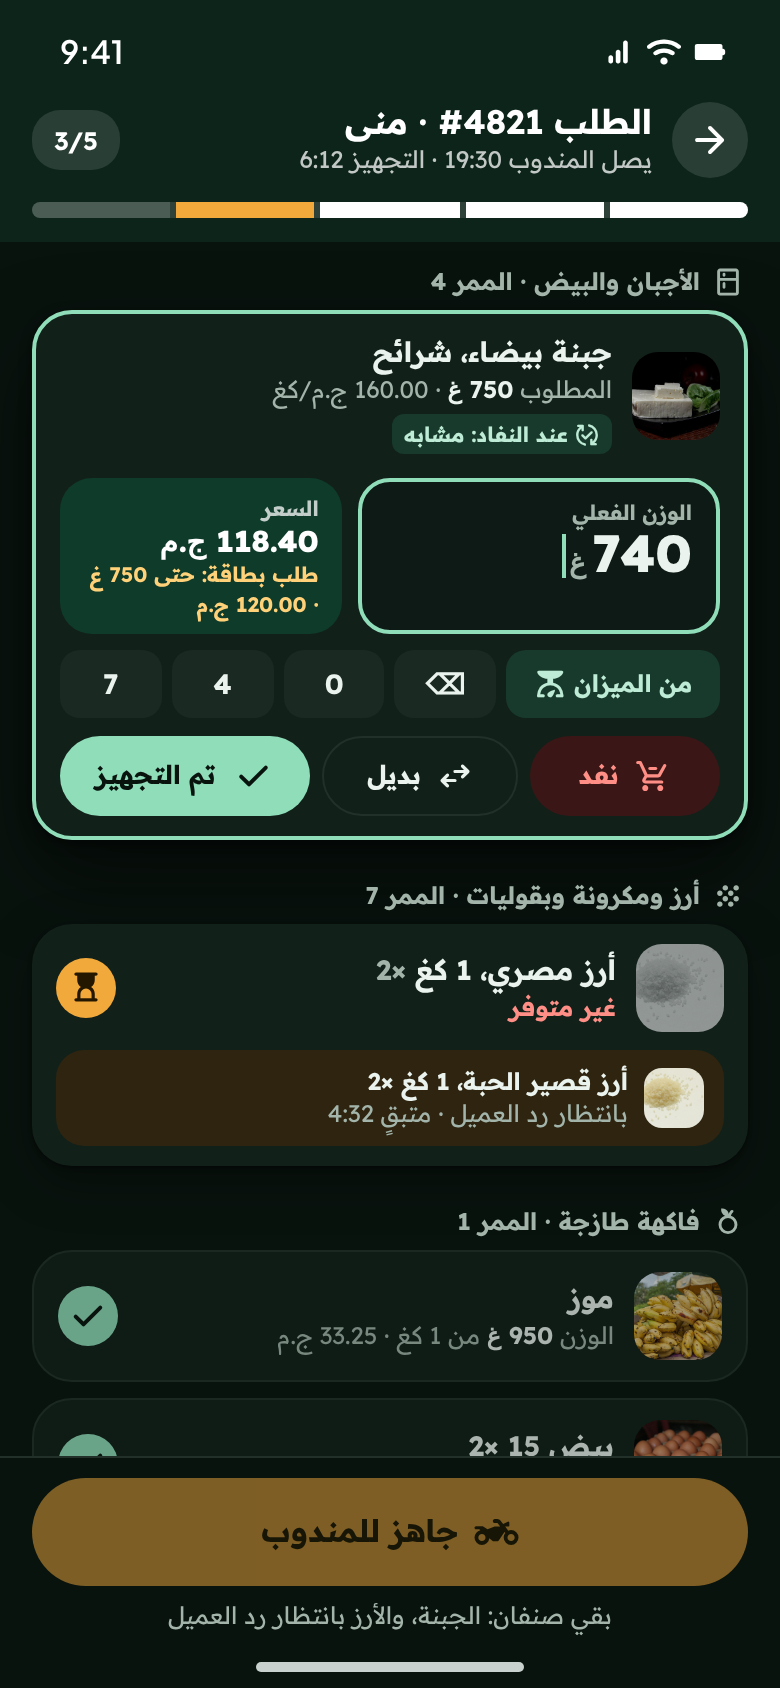 9:41
الطلب #4821 · منى
3/5
يصل المندوب 19:30 · التجهيز 6:12
الأجبان والبيض · الممر 4
جبنة بيضاء، شرائح
المطلوب 750 غ · 160.00 ج.م/كغ
عند النفاد: مشابه
الوزن الفعلي
740 غ
السعر
118.40 ج.م
طلب بطاقة: حتى 750 غ
· 120.00 ج.م
من الميزان
0
4
7
نفد
بديل
تم التجهيز
أرز ومكرونة وبقوليات · الممر 7
أرز مصري، 1 كغ ×2
غير متوفر
أرز قصير الحبة، 1 كغ ×2
بانتظار رد العميل · متبقٍ 4:32
فاكهة طازجة · الممر 1
موز
الوزن 950 غ من 1 كغ · 33.25 ج.م
بيض 15 ×2
جاهز للمندوب
بقي صنفان: الجبنة، والأرز بانتظار رد العميل